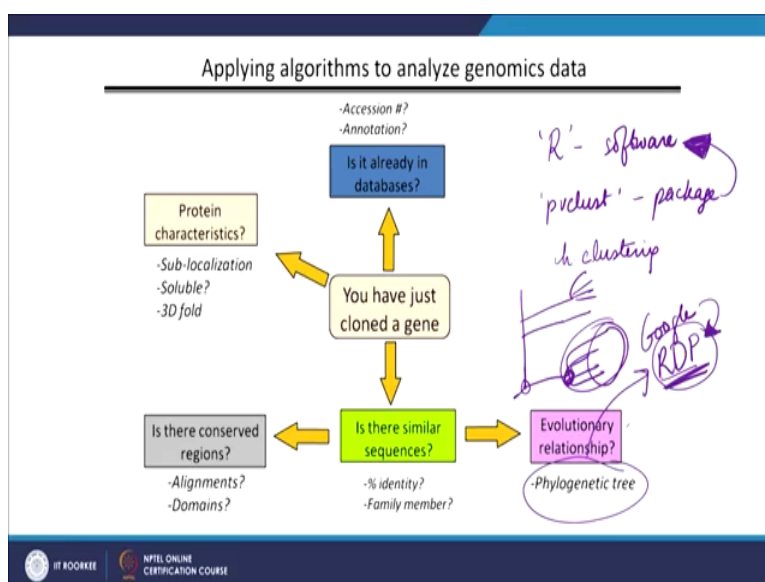 Applying algorithms to analyze genomics data
-Accession #?
-Annotation?
Is it already in
databases?
Protein
characteristics?
-Sub-localization
-Soluble?
-3D fold
You have just
cloned a gene
Is there conserved
regions?
-Alignments?
-Domains?
Is there similar
sequences?
-% identity?
-Family member?
Evolutionary
relationship?
-Phylogenetic tree
'R' - software
'pvclust' - package
h clustering
Google
RDP
IIT ROORKEE
NPTEL ONLINE
CERTIFICATION COURSE